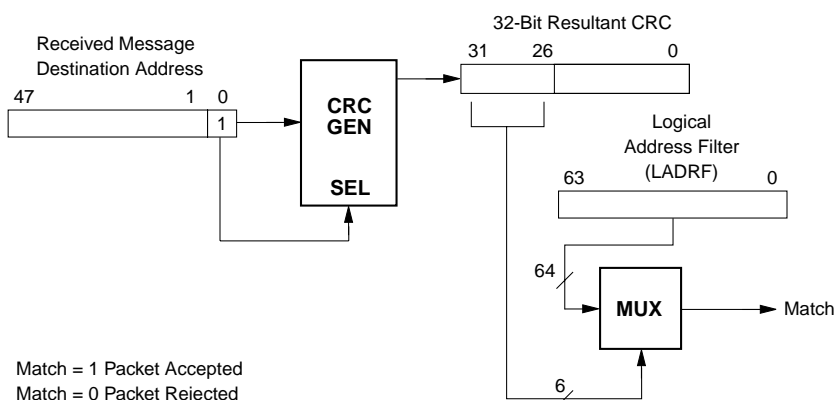 32-Bit Resultant CRC
Received Message
Destination Address
31 26 0
47 1 0
1
CRC
GEN
SEL
Logical
Address Filter
(LADRF)
63 0
64
MUX
Match
6
Match = 1 Packet Accepted
Match = 0 Packet Rejected